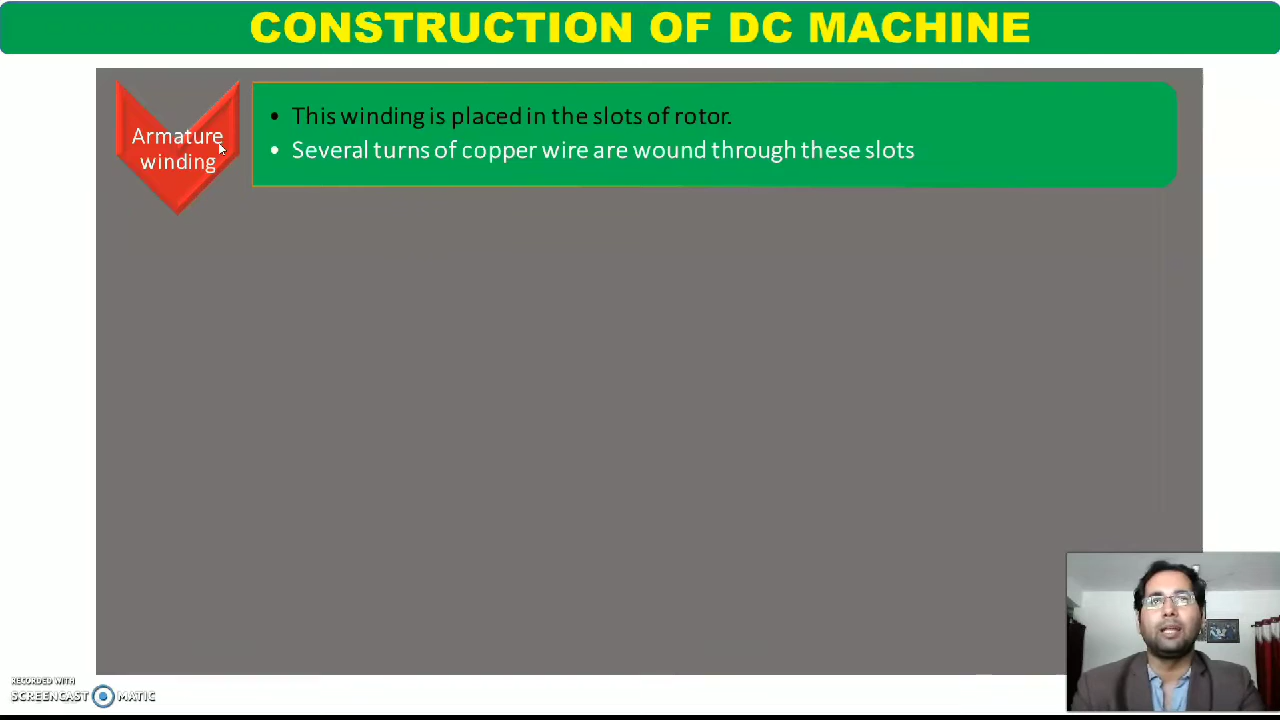 CONSTRUCTION OF DC MACHINE
Armature
winding
• This winding is placed in the slots of rotor.
• Several turns of copper wire are wound through these slots
RECORDED WITH
SCREENCAST MATIC